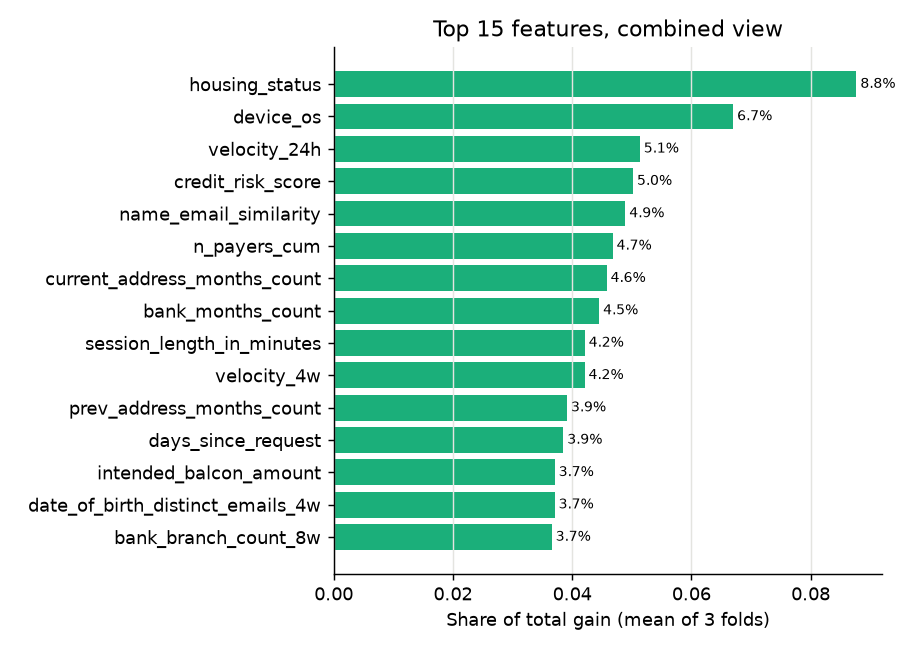 Top 15 features, combined view
housing_status 8.8%
device_os 6.7%
velocity_24h 5.1%
credit_risk_score 5.0%
name_email_similarity 4.9%
n_payers_cum 4.7%
current_address_months_count 4.6%
bank_months_count 4.5%
session_length_in_minutes 4.2%
velocity_4w 4.2%
prev_address_months_count 3.9%
days_since_request 3.9%
intended_balcon_amount 3.7%
date_of_birth_distinct_emails_4w 3.7%
bank_branch_count_8w 3.7%
0.00 0.02 0.04 0.06 0.08
Share of total gain (mean of 3 folds)